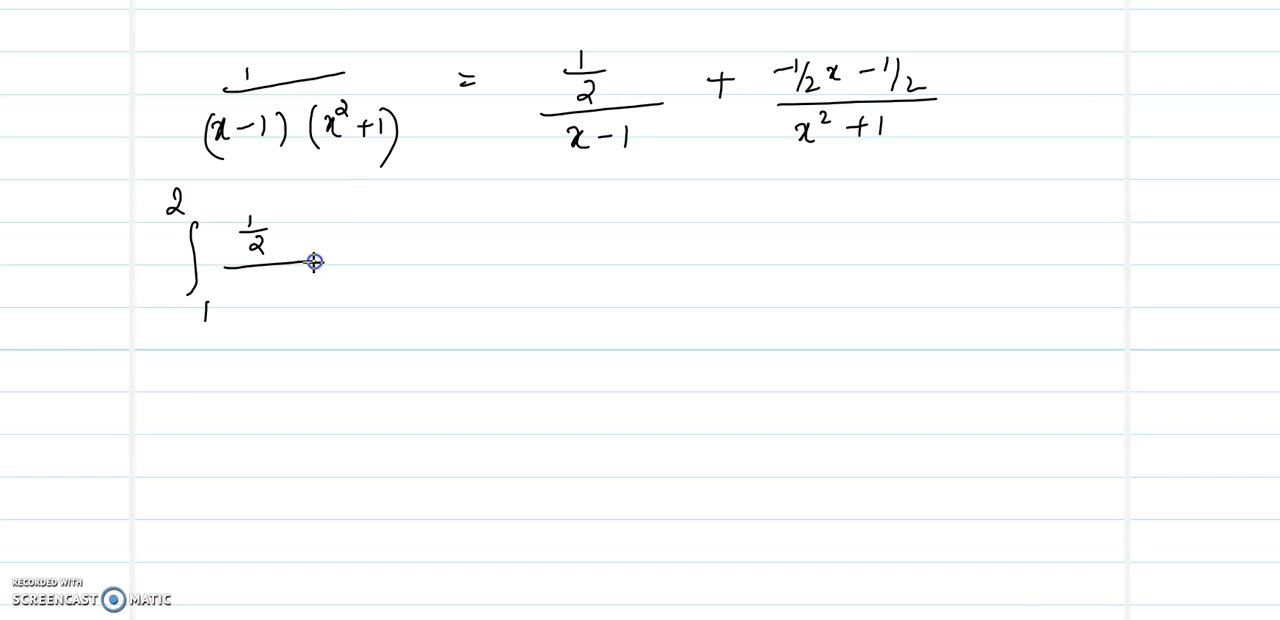 1/((x-1)(x²+1)) = (1/2)/(x-1) + (-1/2x - 1/2)/(x²+1)
∫₁² (1/2)/
RECORDED WITH
SCREENCAST MATIC